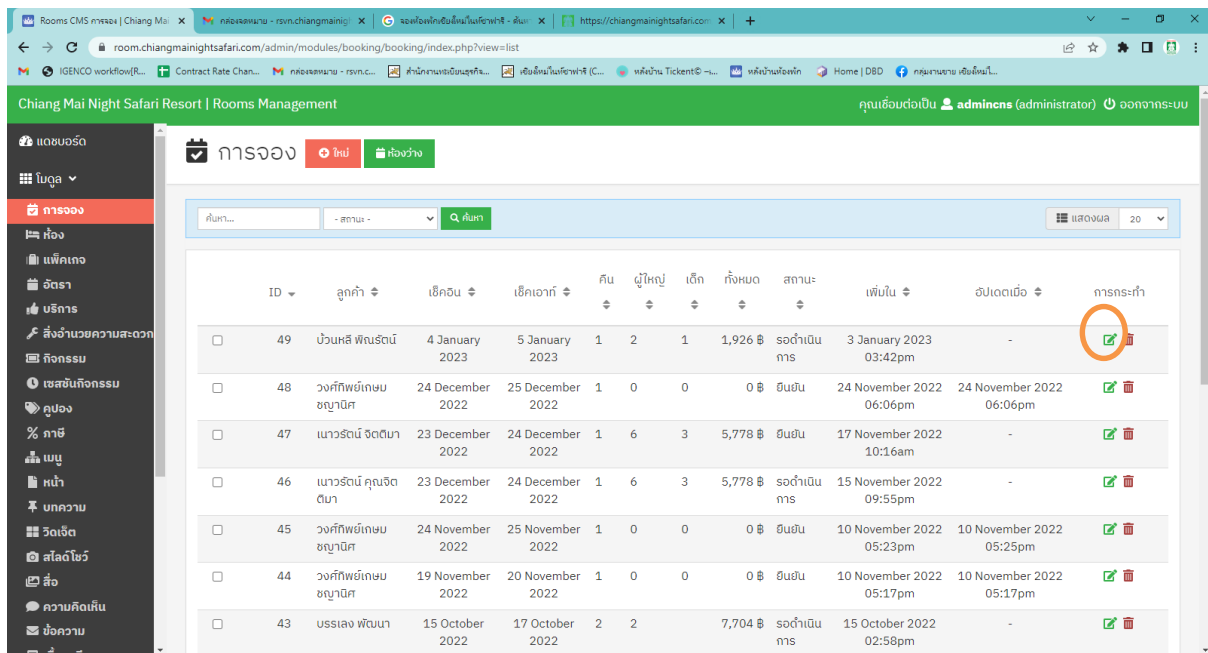 Rooms CMS การจอง | Chiang Mai
กล่องจดหมาย - rsvn.chiangmainigh
จองห้องพักเชียงใหม่ไนท์ซาฟารี - ค้นหา
https://chiangmainightsafari.com
room.chiangmainightsafari.com/admin/modules/booking/booking/index.php?view=list
IGENCO workflow[R...
Contract Rate Chan...
กล่องจดหมาย - rsvn.c...
สำนักงานทะเบียนธุรกิจ...
เชียงใหม่ไนท์ซาฟารี (C...
หลังบ้าน Tickent© –เ...
หลังบ้านห้องพัก
Home | DBD
กลุ่มงานขาย เชียงใหม่ไ...
Chiang Mai Night Safari Resort | Rooms Management
คุณเชื่อมต่อเป็น admincns (administrator) ออกจากระบบ
แดชบอร์ด
โมดูล
การจอง
ห้อง
แพ็คเกจ
อัตรา
บริการ
สิ่งอำนวยความสะดวก
กิจกรรม
เซสชันกิจกรรม
คูปอง
% ภาษี
เมนู
หน้า
บทความ
วิดเจ็ต
สไลด์โชว์
สื่อ
ความคิดเห็น
ข้อความ
การจอง ใหม่ ห้องว่าง
ค้นหา... - สถานะ - ค้นหา แสดงผล 20
ID ลูกค้า เช็คอิน เช็คเอาท์ คืน ผู้ใหญ่ เด็ก ทั้งหมด สถานะ เพิ่มใน อัปเดตเมื่อ การกระทำ
49 บ้วนหลี พิณรัตน์ 4 January 5 January 1 2 1 1,926 ฿ รอดำเนิน 3 January 2023 -
2023 2023 การ 03:42pm
48 วงศ์ทิพย์เกษม 24 December 25 December 1 0 0 0 ฿ ยืนยัน 24 November 2022 24 November 2022
ชญานิศ 2022 2022 06:06pm 06:06pm
47 เนาวรัตน์ จิตติมา 23 December 24 December 1 6 3 5,778 ฿ ยืนยัน 17 November 2022 -
2022 2022 10:16am
46 เนาวรัตน์ คุณจิต 23 December 24 December 1 6 3 5,778 ฿ รอดำเนิน 15 November 2022 -
ติมา 2022 2022 การ 09:55pm
45 วงศ์ทิพย์เกษม 24 November 25 November 1 0 0 0 ฿ ยืนยัน 10 November 2022 10 November 2022
ชญานิศ 2022 2022 05:23pm 05:25pm
44 วงศ์ทิพย์เกษม 19 November 20 November 1 0 0 0 ฿ ยืนยัน 10 November 2022 10 November 2022
ชญานิศ 2022 2022 05:17pm 05:17pm
43 บรรเลง พัฒนา 15 October 17 October 2 2 7,704 ฿ รอดำเนิน 15 October 2022 -
2022 2022 การ 02:58pm